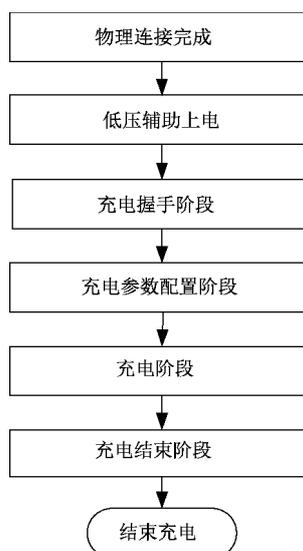 物理连接完成
低压辅助上电
充电握手阶段
充电参数配置阶段
充电阶段
充电结束阶段
结束充电